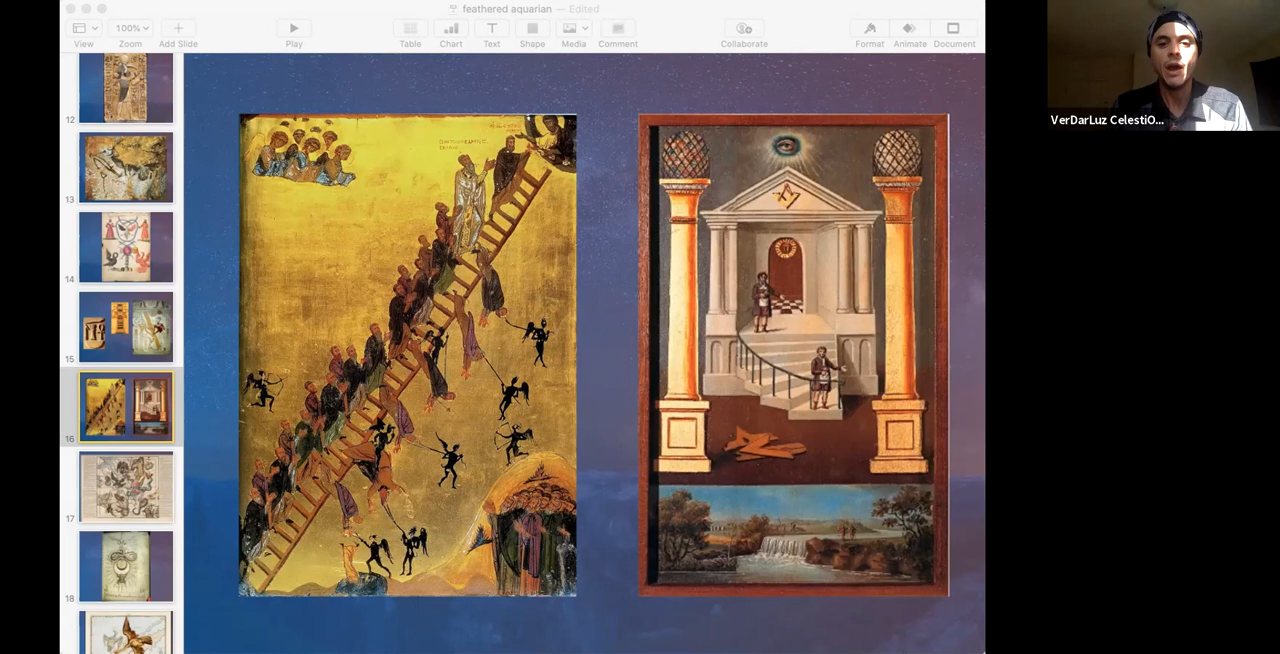 feathered aquarian — Edited
100%
View
Zoom
Add Slide
Play
Table
Chart
Text
Shape
Media
Comment
Collaborate
Format
Animate
Document
12
13
14
15
16
17
18
VerDarLuz CelestiO...